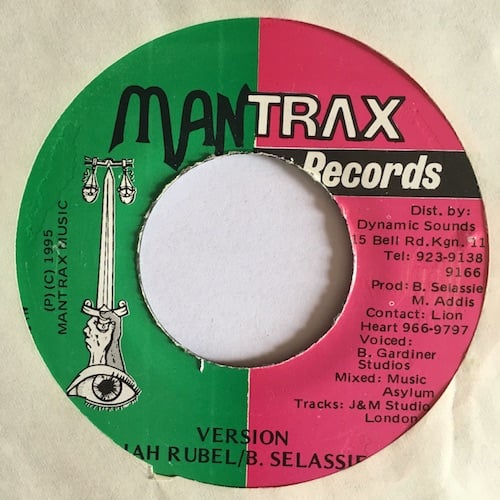 MANTRAX
Records
(P)(C) 1995
MANTRAX MUSIC
Dist. by:
Dynamic Sounds
15 Bell Rd. Kgn. 11
Tel: 923-9138
9166
Prod: B. Selassie
M. Addis
Contact: Lion
Heart 966-9797
Voiced:
B. Gardiner
Studios
Mixed: Music
Asylum
Tracks: J&M Studio
London
VERSION
JAH RUBEL/B. SELASSIE